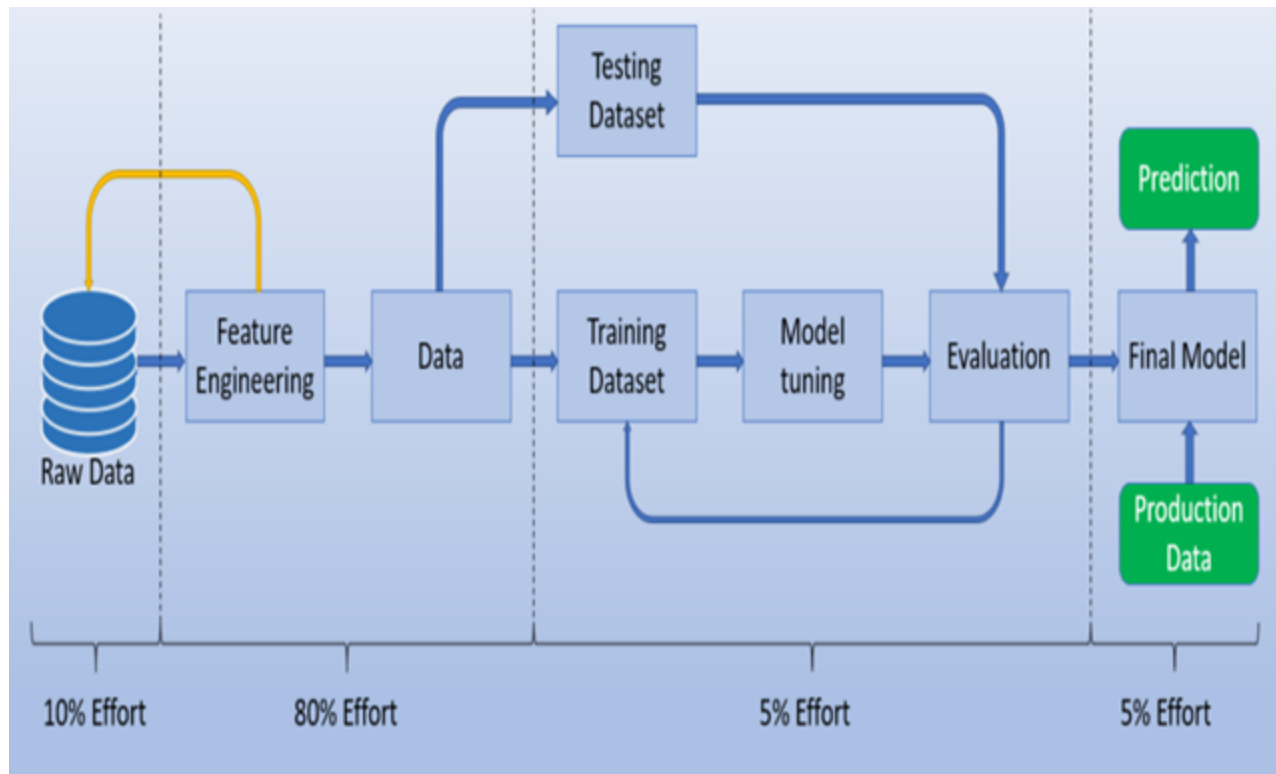 Testing
Dataset
Prediction
Feature
Engineering
Data
Training
Dataset
Model
tuning
Evaluation
Final Model
Raw Data
Production
Data
10% Effort
80% Effort
5% Effort
5% Effort